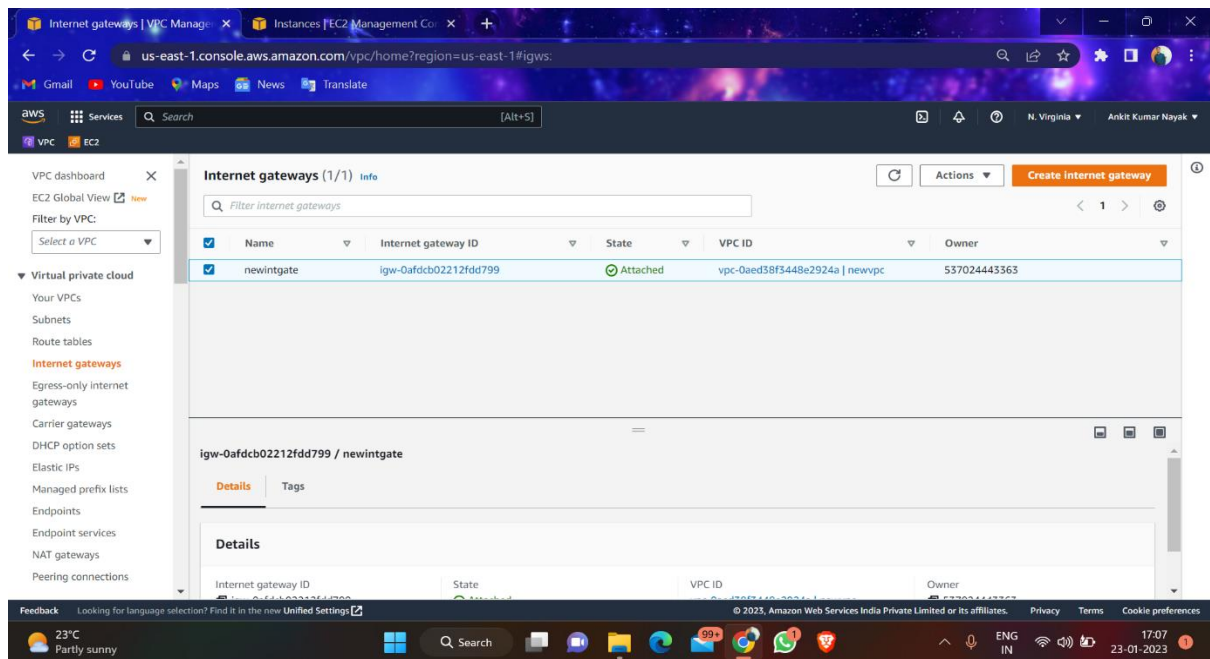 Internet gateways | VPC Manage
Instances | EC2 Management Con
us-east-1.console.aws.amazon.com/vpc/home?region=us-east-1#igws:
Gmail YouTube Maps News Translate
aws Services Search [Alt+S] N. Virginia Ankit Kumar Nayak
VPC EC2
VPC dashboard
EC2 Global View New
Filter by VPC:
Select a VPC
Virtual private cloud
Your VPCs
Subnets
Route tables
Internet gateways
Egress-only internet
gateways
Carrier gateways
DHCP option sets
Elastic IPs
Managed prefix lists
Endpoints
Endpoint services
NAT gateways
Peering connections
Internet gateways (1/1) Info
Actions
Create internet gateway
Filter internet gateways
1
Name Internet gateway ID State VPC ID Owner
newintgate igw-0afdcb02212fdd799 Attached vpc-0aed38f3448e2924a | newvpc 537024443363
igw-0afdcb02212fdd799 / newintgate
Details Tags
Details
Internet gateway ID State VPC ID Owner
Feedback Looking for language selection? Find it in the new Unified Settings © 2023, Amazon Web Services India Private Limited or its affiliates. Privacy Terms Cookie preferences
23°C
Partly sunny
Search
99+
1
ENG
IN
17:07
23-01-2023
1